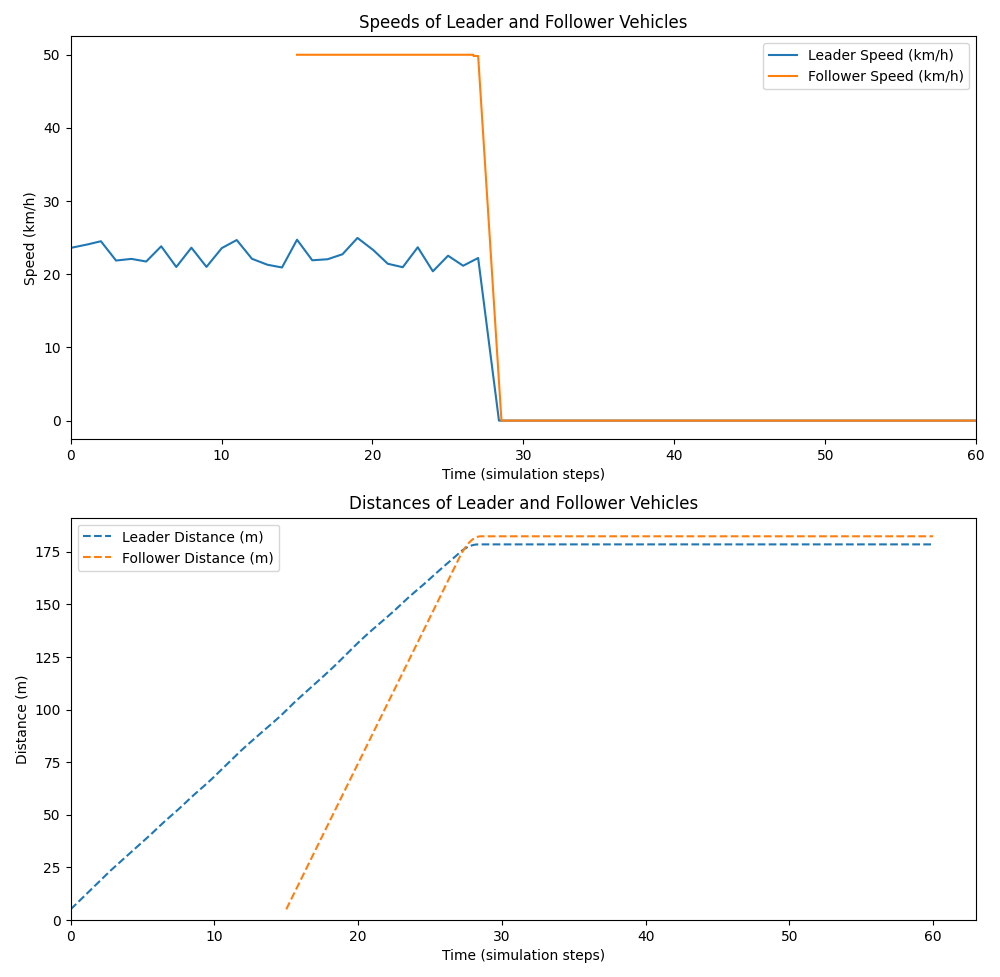 Speeds of Leader and Follower Vehicles
Leader Speed (km/h)
Follower Speed (km/h)
Speed (km/h)
50
40
30
20
10
0
0 10 20 30 40 50 60
Time (simulation steps)
Distances of Leader and Follower Vehicles
Leader Distance (m)
Follower Distance (m)
Distance (m)
175
150
125
100
75
50
25
0
0 10 20 30 40 50 60
Time (simulation steps)